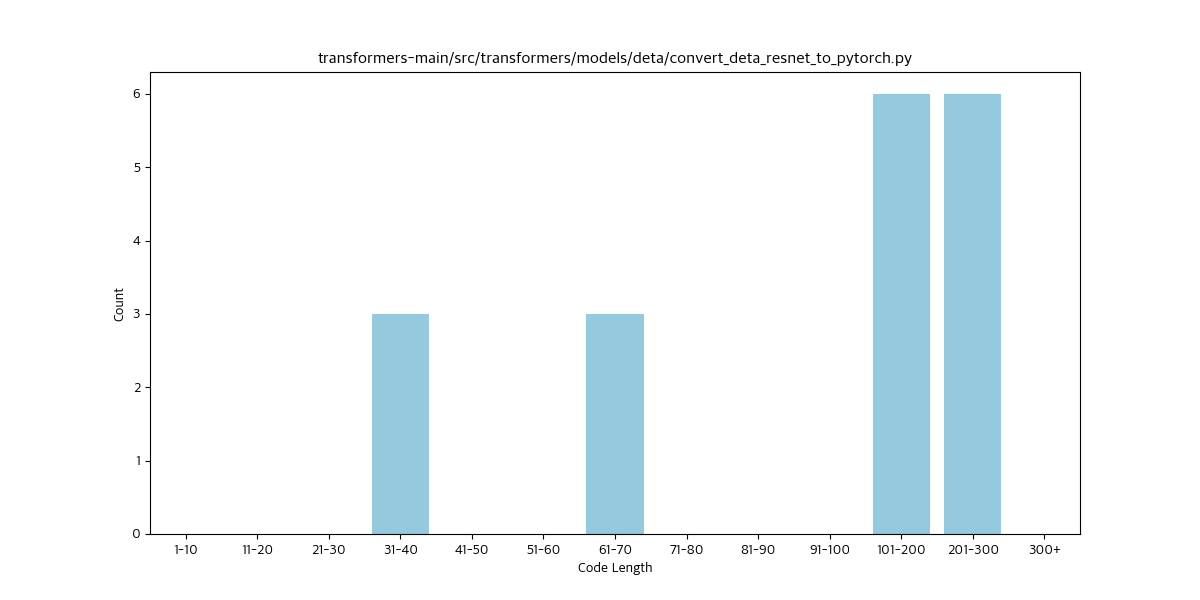 transformers-main/src/transformers/models/deta/convert_deta_resnet_to_pytorch.py
6
5
4
3
2
1
0
Count
1-10 11-20 21-30 31-40 41-50 51-60 61-70 71-80 81-90 91-100 101-200 201-300 300+
Code Length